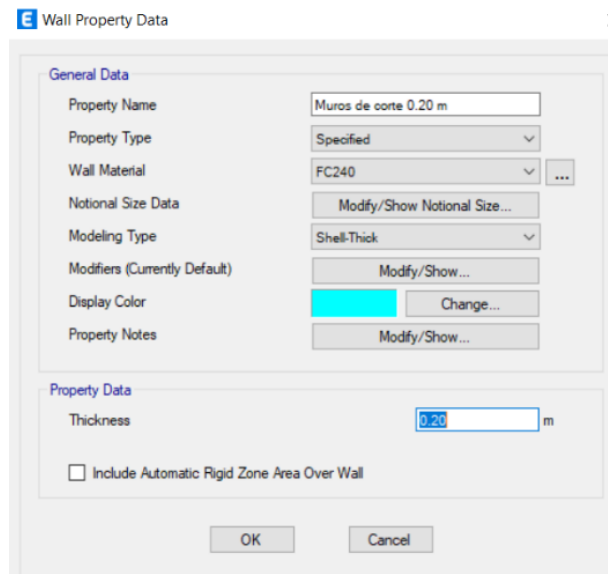 E Wall Property Data
General Data
Property Name Muros de corte 0.20 m
Property Type Specified
Wall Material FC240 ...
Notional Size Data Modify/Show Notional Size...
Modeling Type Shell-Thick
Modifiers (Currently Default) Modify/Show...
Display Color Change...
Property Notes Modify/Show...
Property Data
Thickness 0.20 m
Include Automatic Rigid Zone Area Over Wall
OK Cancel